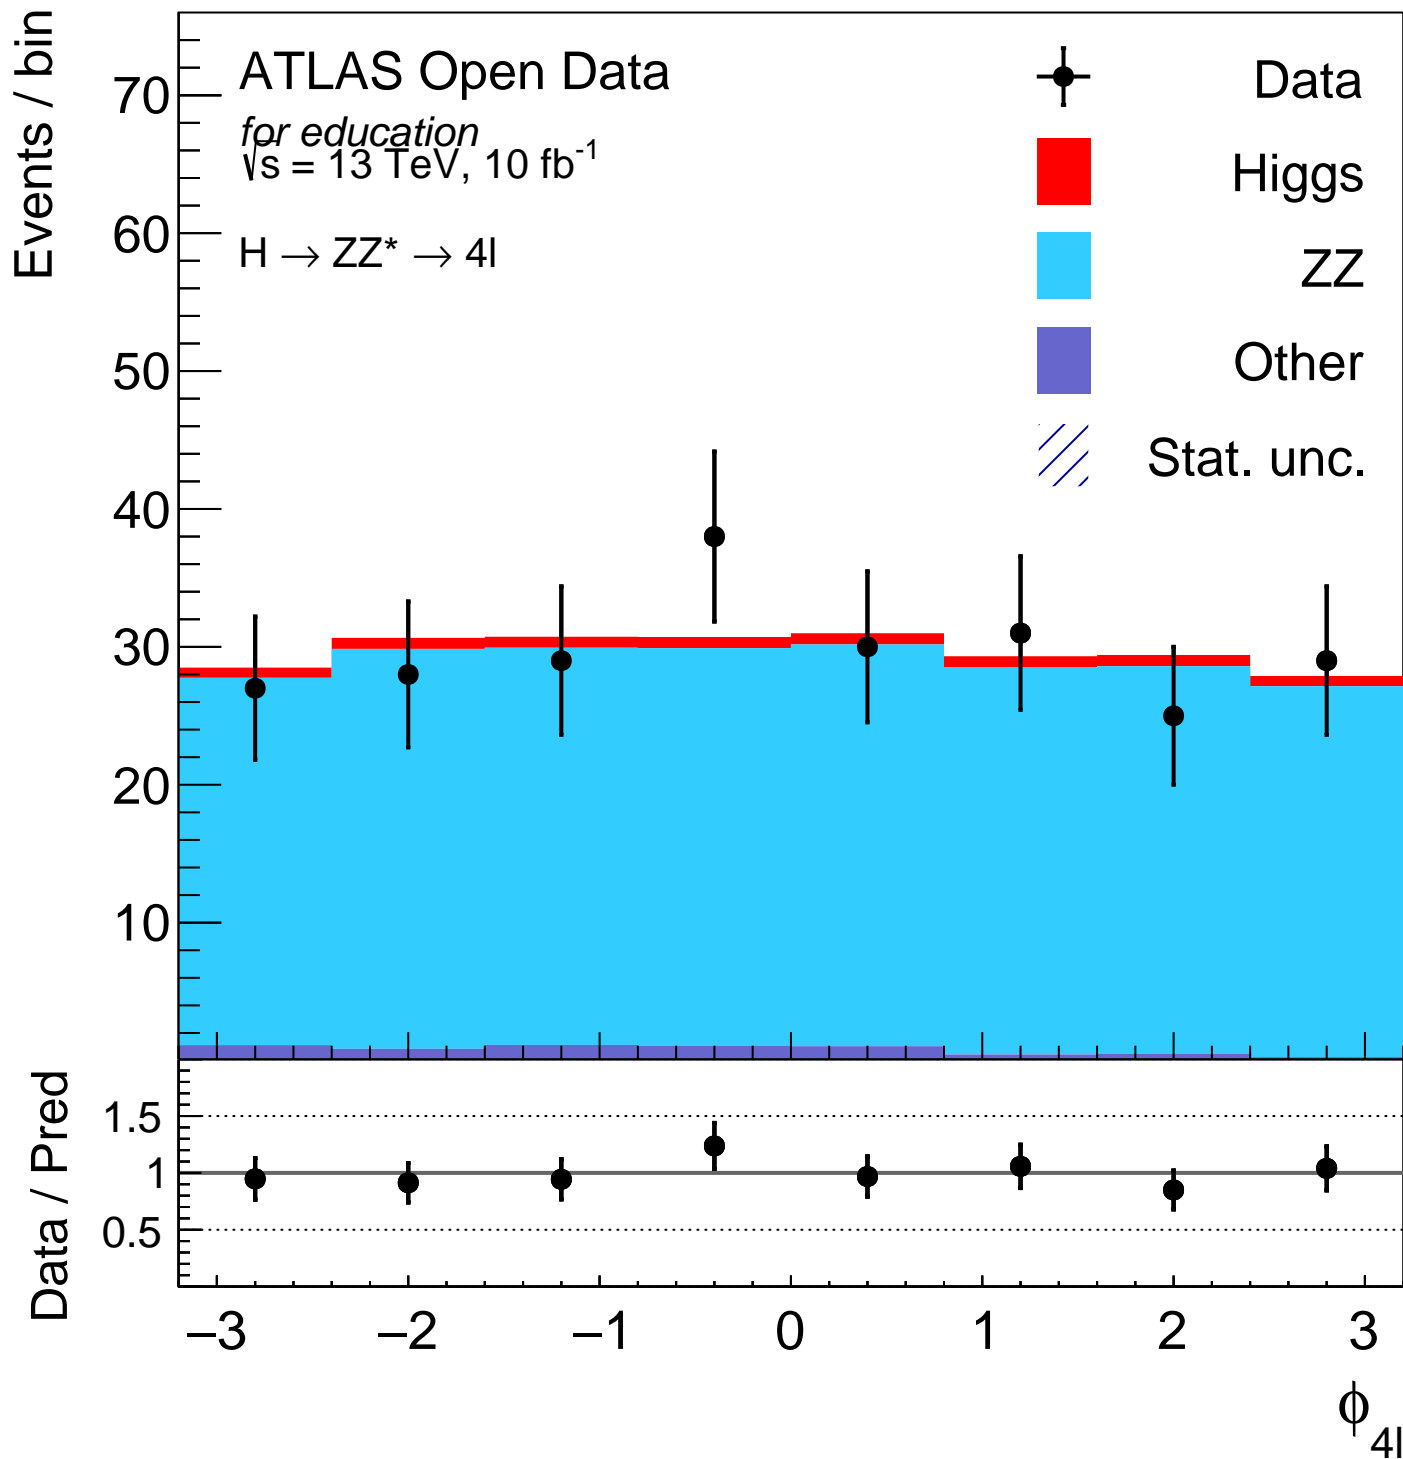 Events / bin
70
60
50
40
30
20
10
ATLAS Open Data
for education
√s = 13 TeV, 10 fb⁻¹
H → ZZ* → 4l
Data
Higgs
ZZ
Other
Stat. unc.
Data / Pred
1.5
1
0.5
−3 −2 −1 0 1 2 3
ϕ4l